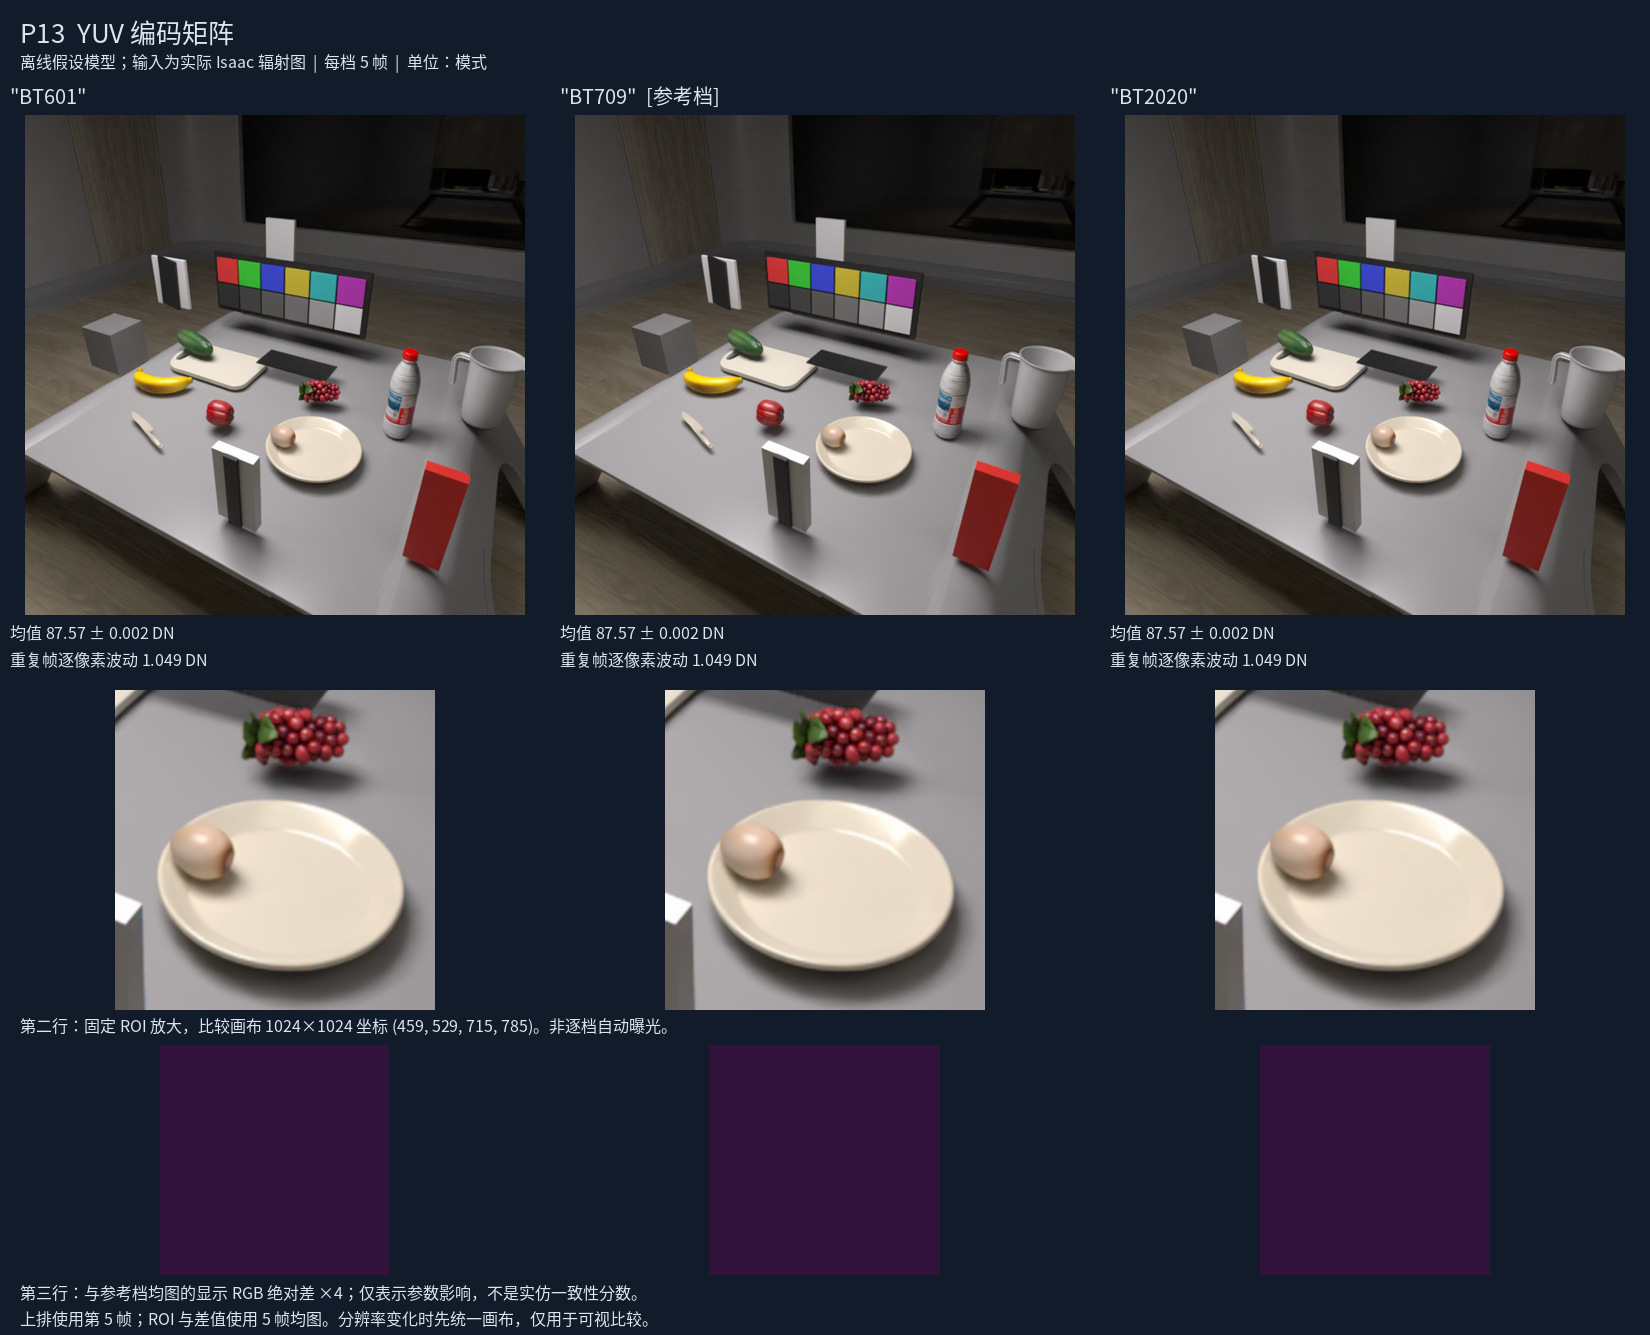 P13 YUV 编码矩阵
离线假设模型；输入为实际 Isaac 辐射图 | 每档 5 帧 | 单位：模式
"BT601"
"BT709" [参考档]
"BT2020"
均值 87.57 ± 0.002 DN
重复帧逐像素波动 1.049 DN
均值 87.57 ± 0.002 DN
重复帧逐像素波动 1.049 DN
均值 87.57 ± 0.002 DN
重复帧逐像素波动 1.049 DN
第二行：固定 ROI 放大，比较画布 1024×1024 坐标 (459, 529, 715, 785)。非逐档自动曝光。
第三行：与参考档均图的显示 RGB 绝对差 ×4；仅表示参数影响，不是实仿一致性分数。
上排使用第 5 帧；ROI 与差值使用 5 帧均图。分辨率变化时先统一画布，仅用于可视比较。